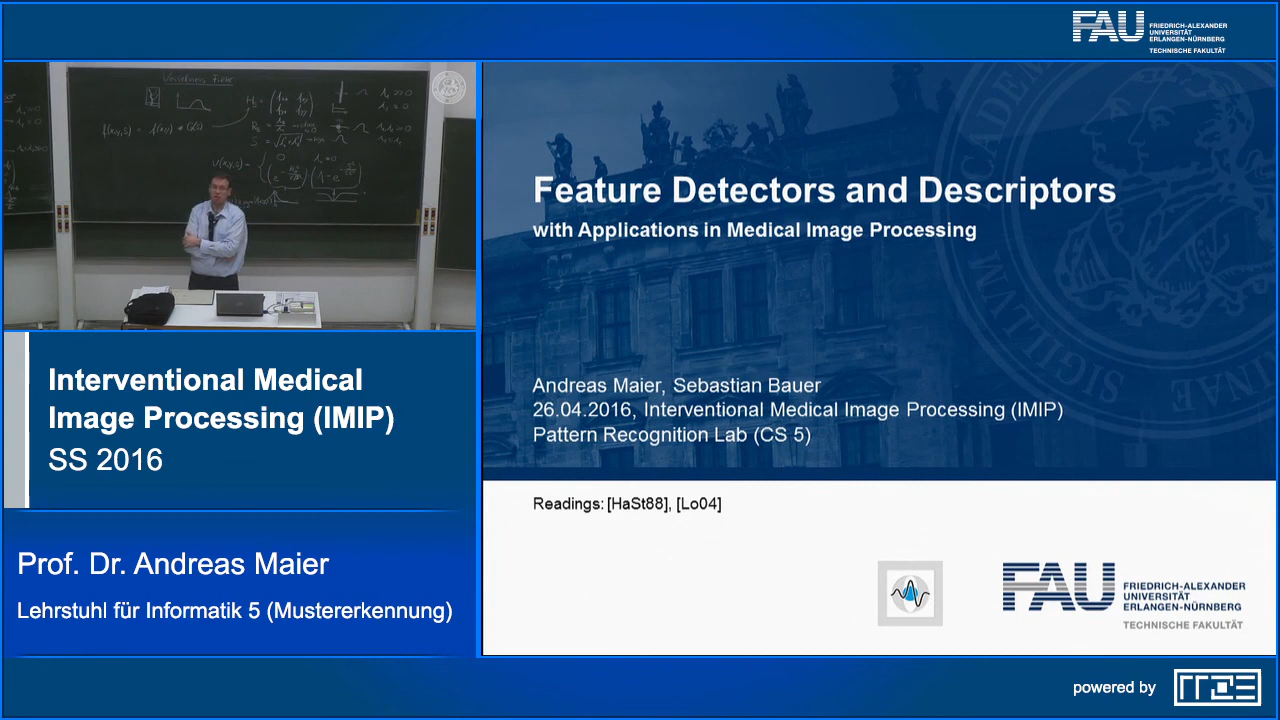 FAU
FRIEDRICH-ALEXANDER
UNIVERSITÄT
ERLANGEN-NÜRNBERG
TECHNISCHE FAKULTÄT
Interventional Medical
Image Processing (IMIP)
SS 2016
Prof. Dr. Andreas Maier
Lehrstuhl für Informatik 5 (Mustererkennung)
Feature Detectors and Descriptors
with Applications in Medical Image Processing
Andreas Maier, Sebastian Bauer
26.04.2016, Interventional Medical Image Processing (IMIP)
Pattern Recognition Lab (CS 5)
Readings: [HaSt88], [Lo04]
FAU
FRIEDRICH-ALEXANDER
UNIVERSITÄT
ERLANGEN-NÜRNBERG
TECHNISCHE FAKULTÄT
powered by